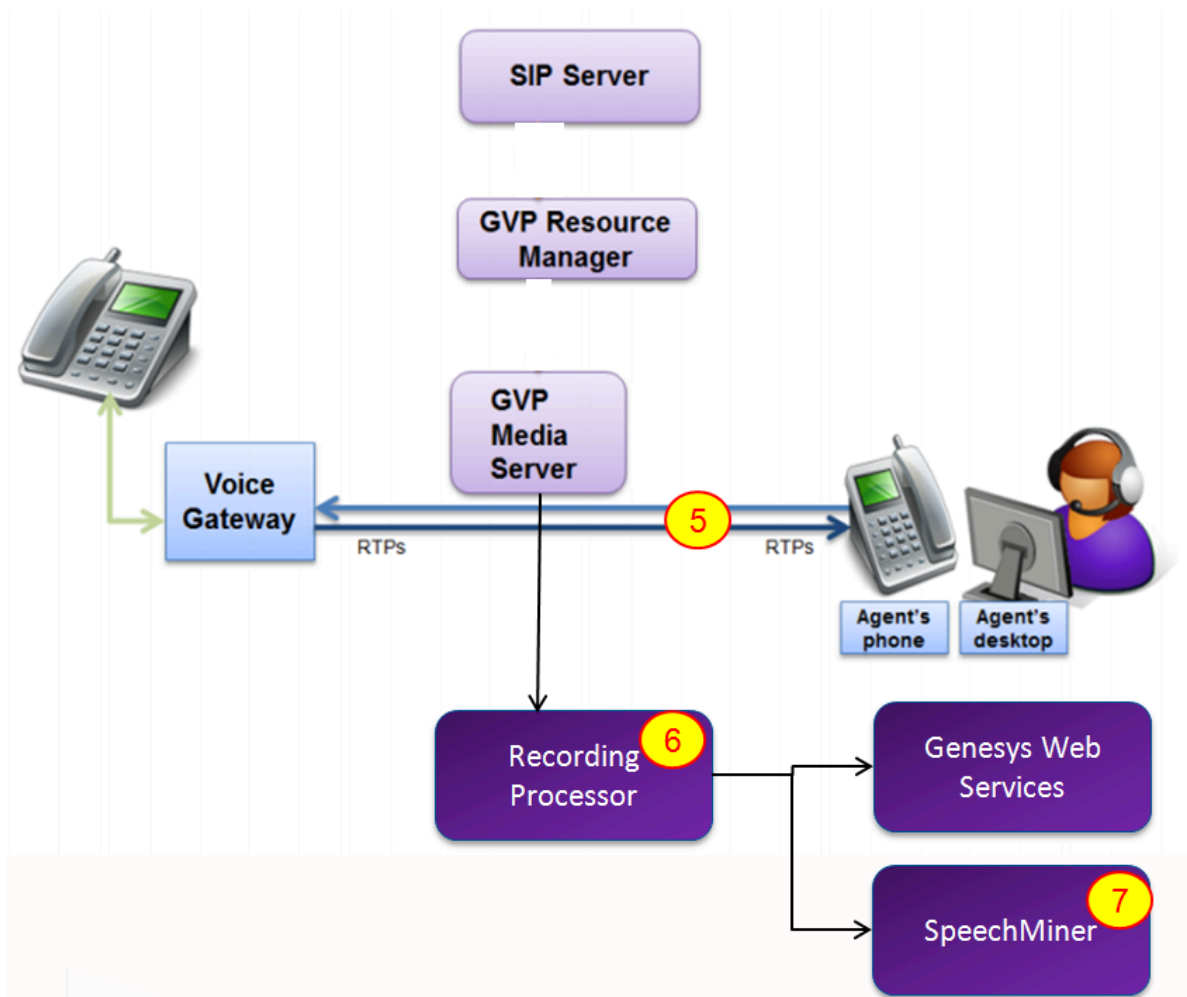 SIP Server
GVP Resource
Manager
GVP
Media
Server
Voice
Gateway
5
RTPs
RTPs
Agent's
phone
Agent's
desktop
Recording
Processor
6
Genesys Web
Services
SpeechMiner
7